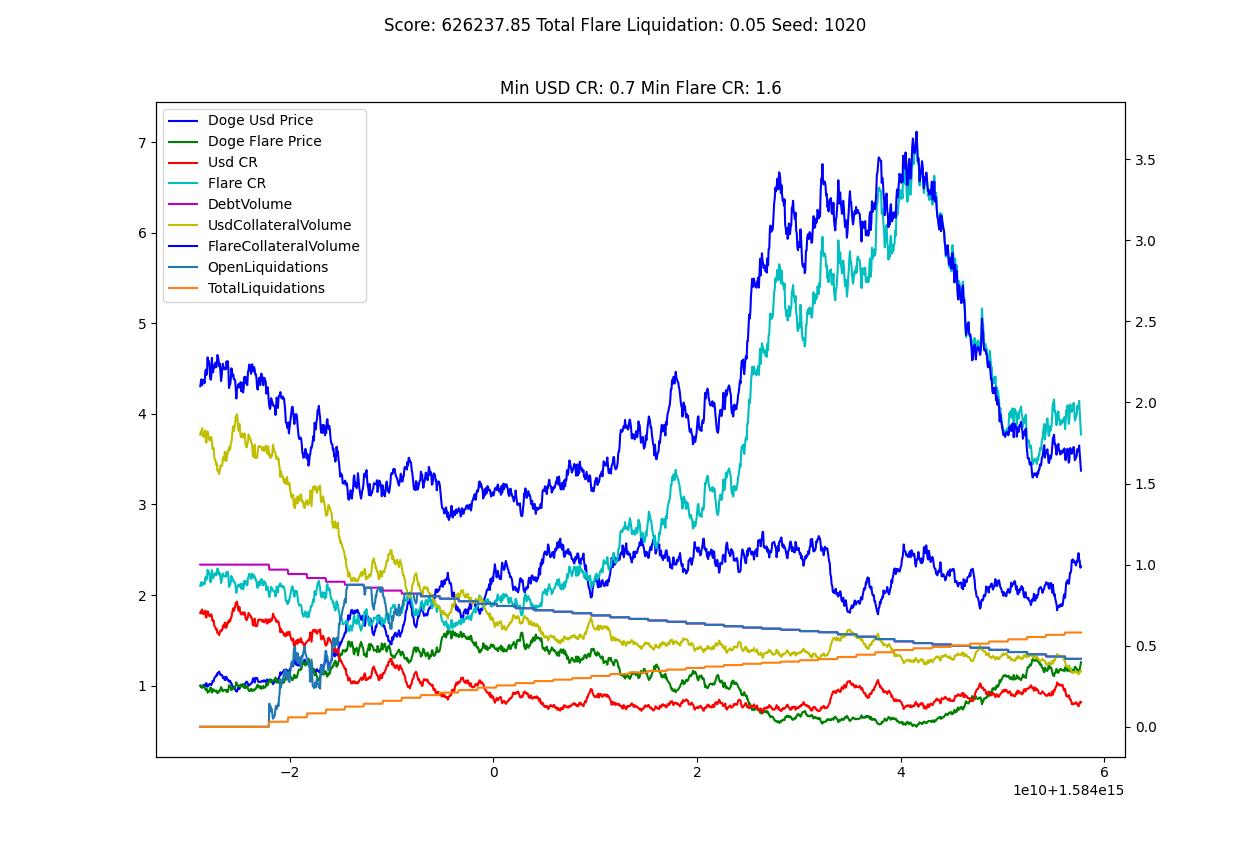 Score: 626237.85 Total Flare Liquidation: 0.05 Seed: 1020
Min USD CR: 0.7 Min Flare CR: 1.6
Doge Usd Price
Doge Flare Price
Usd CR
Flare CR
DebtVolume
UsdCollateralVolume
FlareCollateralVolume
OpenLiquidations
TotalLiquidations
7
6
5
4
3
2
1
3.5
3.0
2.5
2.0
1.5
1.0
0.5
0.0
−2 0 2 4 6
1e10+1.584e15